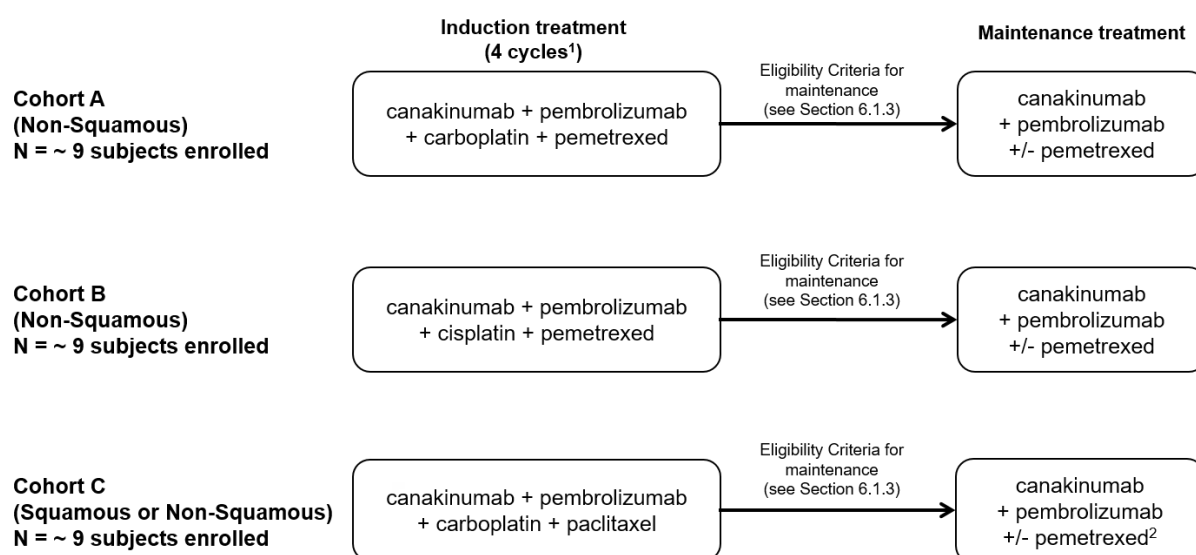 Induction treatment
(4 cycles¹)
Maintenance treatment
Cohort A
(Non-Squamous)
N = ~ 9 subjects enrolled
canakinumab + pembrolizumab
+ carboplatin + pemetrexed
Eligibility Criteria for
maintenance
(see Section 6.1.3)
canakinumab
+ pembrolizumab
+/- pemetrexed
Cohort B
(Non-Squamous)
N = ~ 9 subjects enrolled
canakinumab + pembrolizumab
+ cisplatin + pemetrexed
Eligibility Criteria for
maintenance
(see Section 6.1.3)
canakinumab
+ pembrolizumab
+/- pemetrexed
Cohort C
(Squamous or Non-Squamous)
N = ~ 9 subjects enrolled
canakinumab + pembrolizumab
+ carboplatin + paclitaxel
Eligibility Criteria for
maintenance
(see Section 6.1.3)
canakinumab
+ pembrolizumab
+/- pemetrexed²